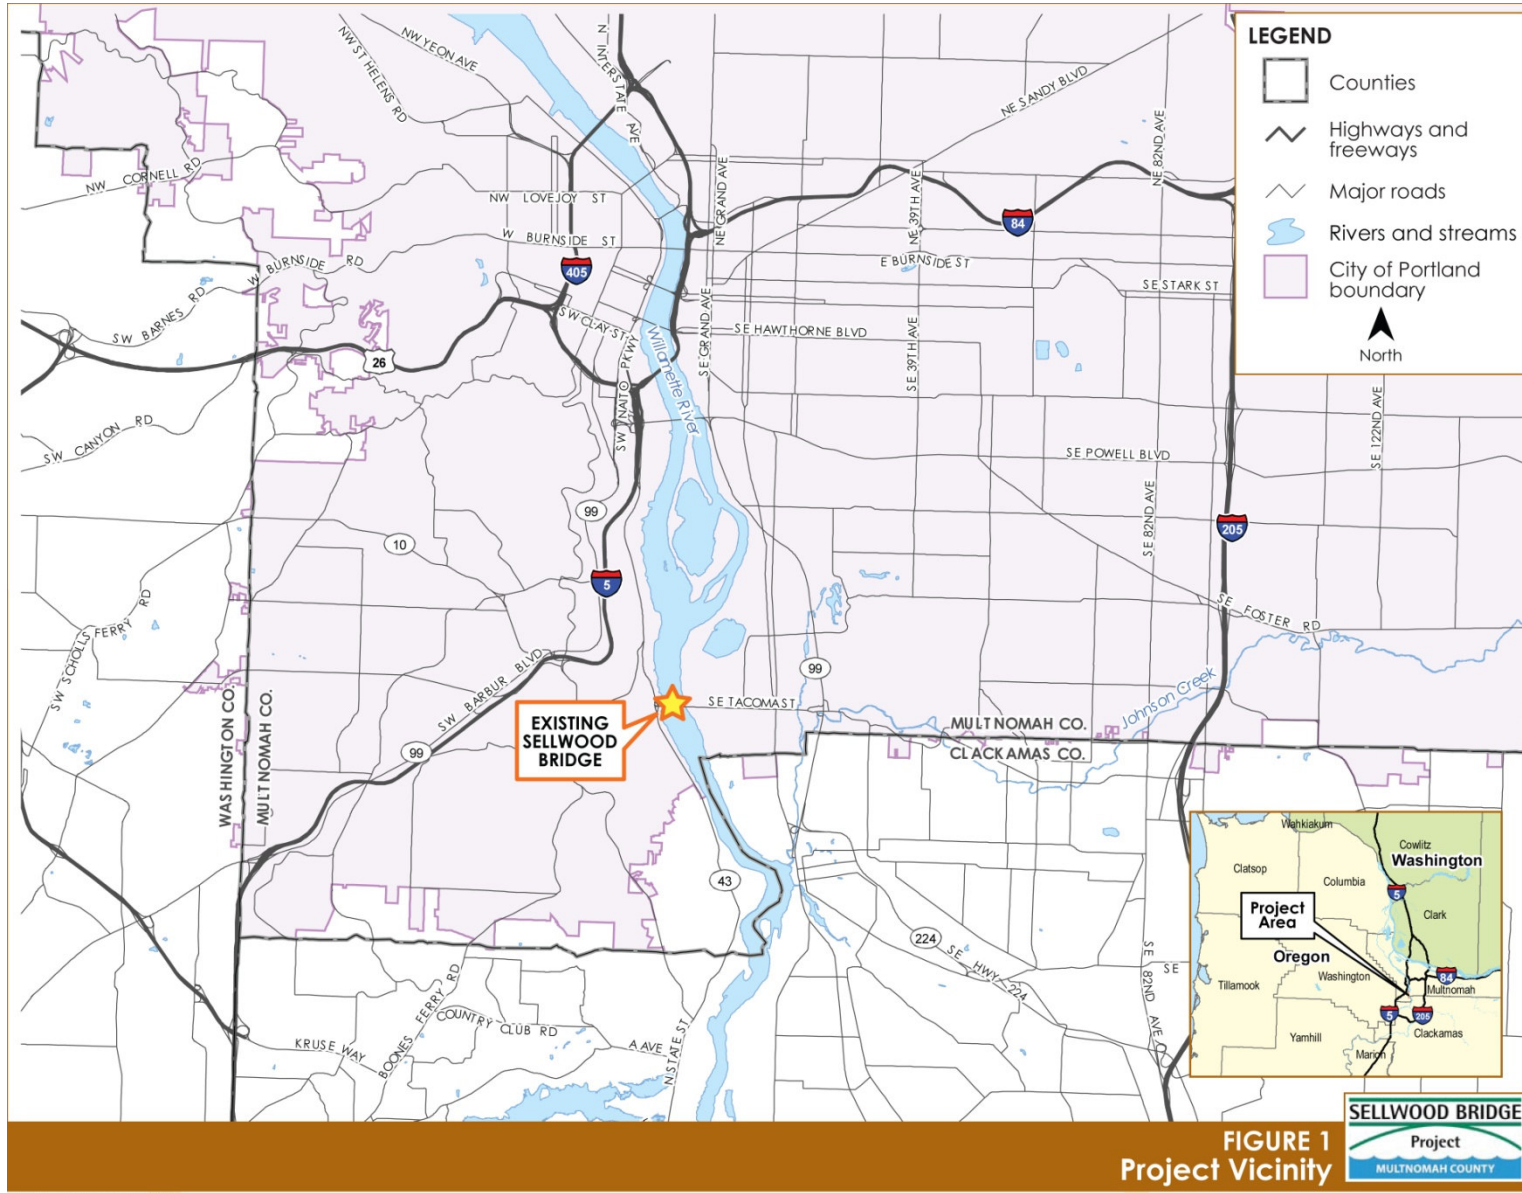 NW YEON AVE
NW ST HELENS RD
N INTERSTATE AVE
NE SANDY BLVD
NE 82ND AVE
NW CORNELL RD
NW LOVEJOY ST
NE GRAND AVE
NE 39TH AVE
84
W BURNSIDE ST
W BURNSIDE RD
405
E BURNSIDE ST
SE STARK ST
SW BARNES RD
SW CLAY ST
SE GRAND AVE
SE HAWTHORNE BLVD
26
SW NAITO PKWY
Willamette River
SE 39TH AVE
SW CANYON RD
SE POWELL BLVD
SE 122ND AVE
99
10
SE 82ND AVE
205
5
SW SCHOLLS FERRY RD
SE FOSTER RD
SW BARBUR BLVD
99
Johnson Creek
SE TACOMA ST
EXISTING
SELLWOOD
BRIDGE
MULTNOMAH CO.
CLACKAMAS CO.
WASHINGTON CO.
MULTNOMAH CO.
99
43
224
SE HWY 224
SE 82ND AVE
SE
BOONES FERRY RD
COUNTRY CLUB RD
KRUSE WAY
A AVE
N STATE ST
LEGEND
Counties
Highways and
freeways
Major roads
Rivers and streams
City of Portland
boundary
North
Wahkiakum
Cowlitz
Washington
Clatsop
Columbia
5
Clark
Project
Area
Oregon
Washington
84
Tillamook
Multnomah
5
205
Yamhill
Clackamas
Marion
FIGURE 1
Project Vicinity
SELLWOOD BRIDGE
Project
MULTNOMAH COUNTY